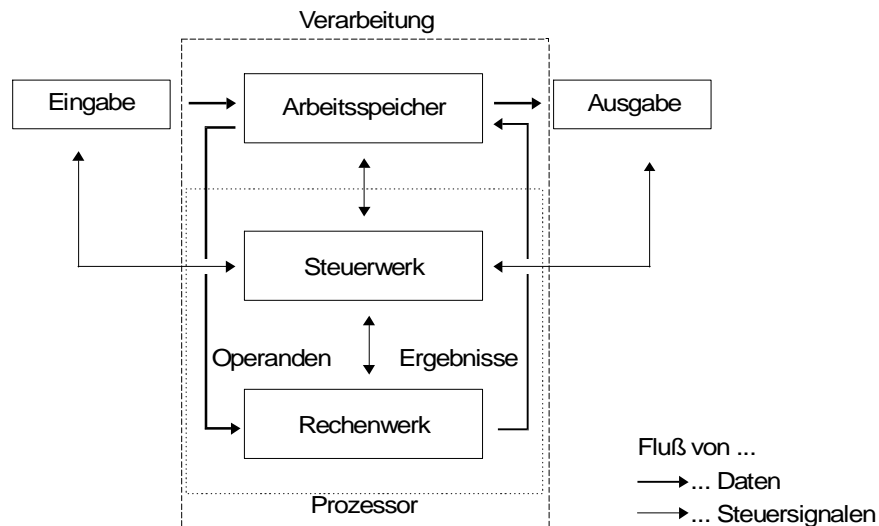 Verarbeitung
Eingabe
Arbeitsspeicher
Ausgabe
Steuerwerk
Operanden
Ergebnisse
Rechenwerk
Prozessor
Fluß von ...
... Daten
... Steuersignalen